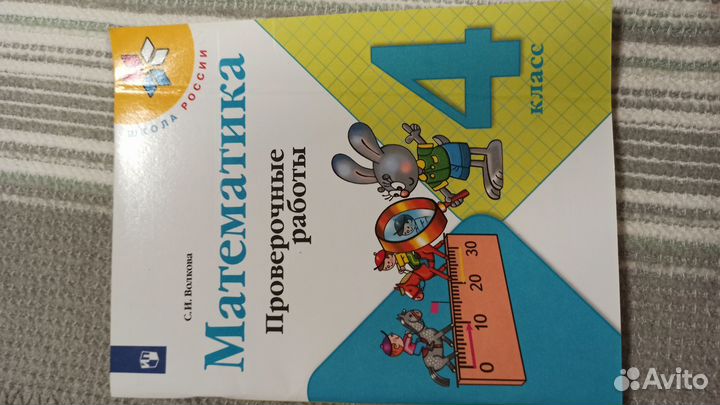 ШКОЛА РОССИИ
С. И. Волкова
Математика
Проверочные
работы
4
класс
0 10 20 30
Avito